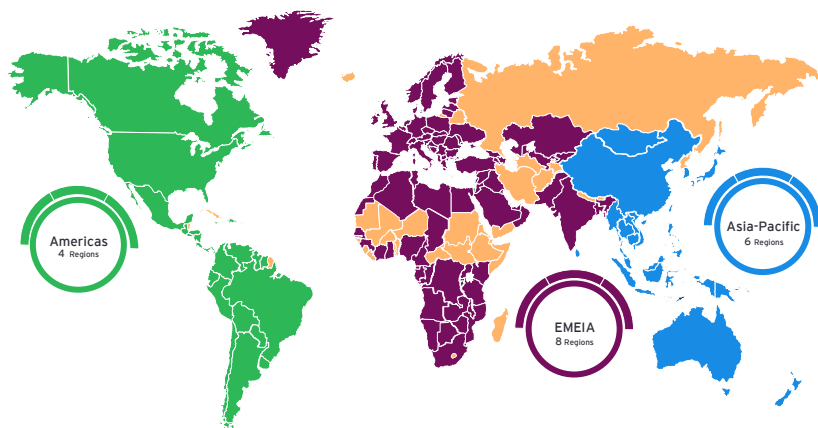 Americas
4 Regions
EMEIA
8 Regions
Asia-Pacific
6 Regions